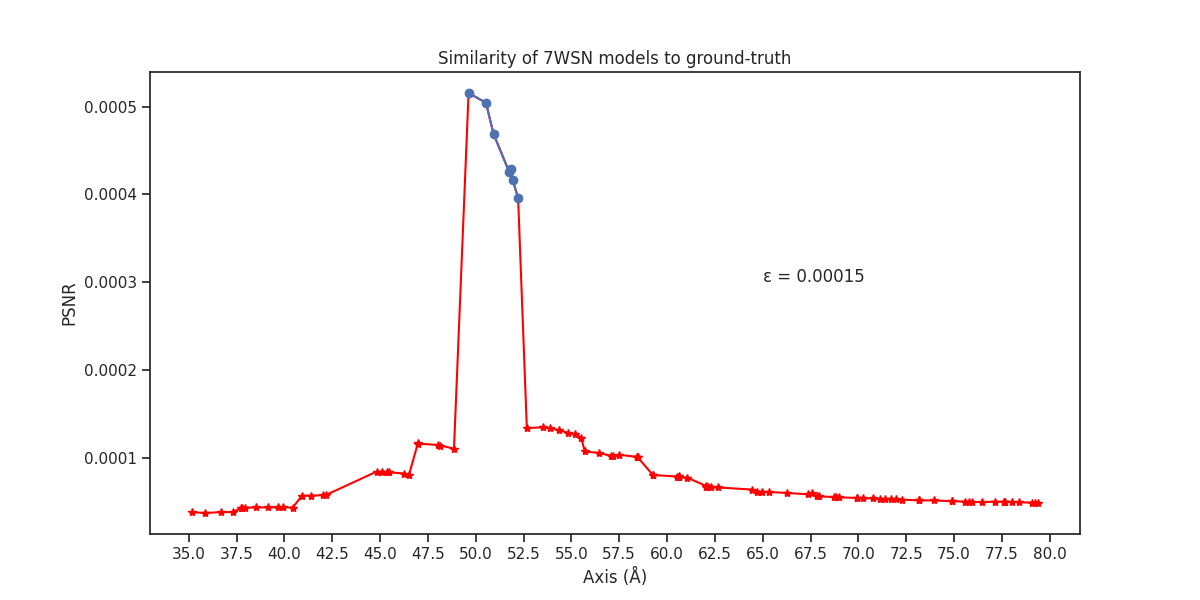 Similarity of 7WSN models to ground-truth
0.0005
0.0004
0.0003
0.0002
0.0001
PSNR
ε = 0.00015
35.0 37.5 40.0 42.5 45.0 47.5 50.0 52.5 55.0 57.5 60.0 62.5 65.0 67.5 70.0 72.5 75.0 77.5 80.0
Axis (Å)